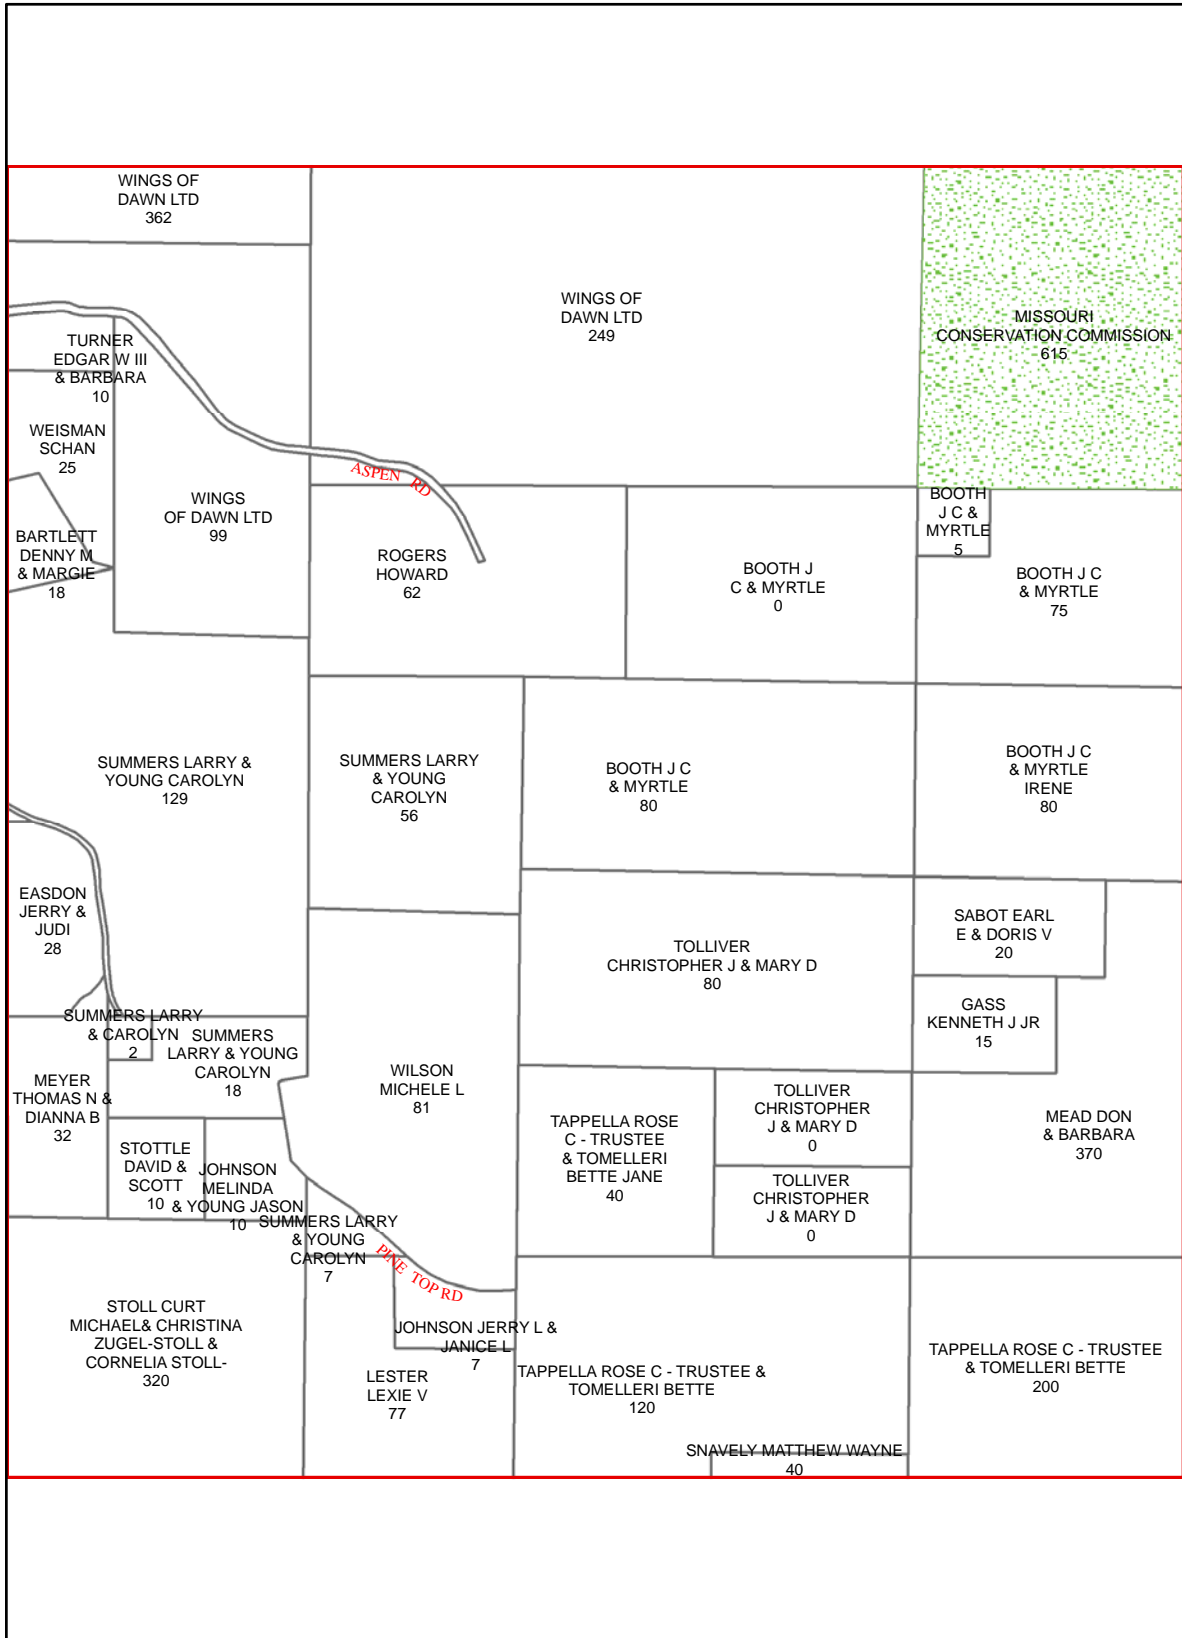 WINGS OF
DAWN LTD
362
WINGS OF
DAWN LTD
249
MISSOURI
CONSERVATION COMMISSION
615
TURNER
EDGAR W III
& BARBARA
10
WEISMAN
SCHAN
25
WINGS
OF DAWN LTD
99
ASPEN RD
BARTLETT
DENNY M
& MARGIE
18
ROGERS
HOWARD
62
BOOTH J
C & MYRTLE
0
BOOTH
J C &
MYRTLE
5
BOOTH J C
& MYRTLE
75
SUMMERS LARRY &
YOUNG CAROLYN
129
SUMMERS LARRY
& YOUNG
CAROLYN
56
BOOTH J C
& MYRTLE
80
BOOTH J C
& MYRTLE
IRENE
80
EASDON
JERRY &
JUDI
28
TOLLIVER
CHRISTOPHER J & MARY D
80
SABOT EARL
E & DORIS V
20
GASS
KENNETH J JR
15
SUMMERS LARRY
& CAROLYN
2
SUMMERS
LARRY & YOUNG
CAROLYN
18
WILSON
MICHELE L
81
MEYER
THOMAS N &
DIANNA B
32
TAPPELLA ROSE
C - TRUSTEE
& TOMELLERI
BETTE JANE
40
TOLLIVER
CHRISTOPHER
J & MARY D
0
MEAD DON
& BARBARA
370
STOTTLE
DAVID &
SCOTT
10
JOHNSON
MELINDA
& YOUNG JASON
10
TOLLIVER
CHRISTOPHER
J & MARY D
0
SUMMERS LARRY
& YOUNG
CAROLYN
7
PINE TOP RD
STOLL CURT
MICHAEL& CHRISTINA
ZUGEL-STOLL &
CORNELIA STOLL-
320
JOHNSON JERRY L &
JANICE L
7
LESTER
LEXIE V
77
TAPPELLA ROSE C - TRUSTEE &
TOMELLERI BETTE
120
TAPPELLA ROSE C - TRUSTEE
& TOMELLERI BETTE
200
SNAVELY MATTHEW WAYNE
40